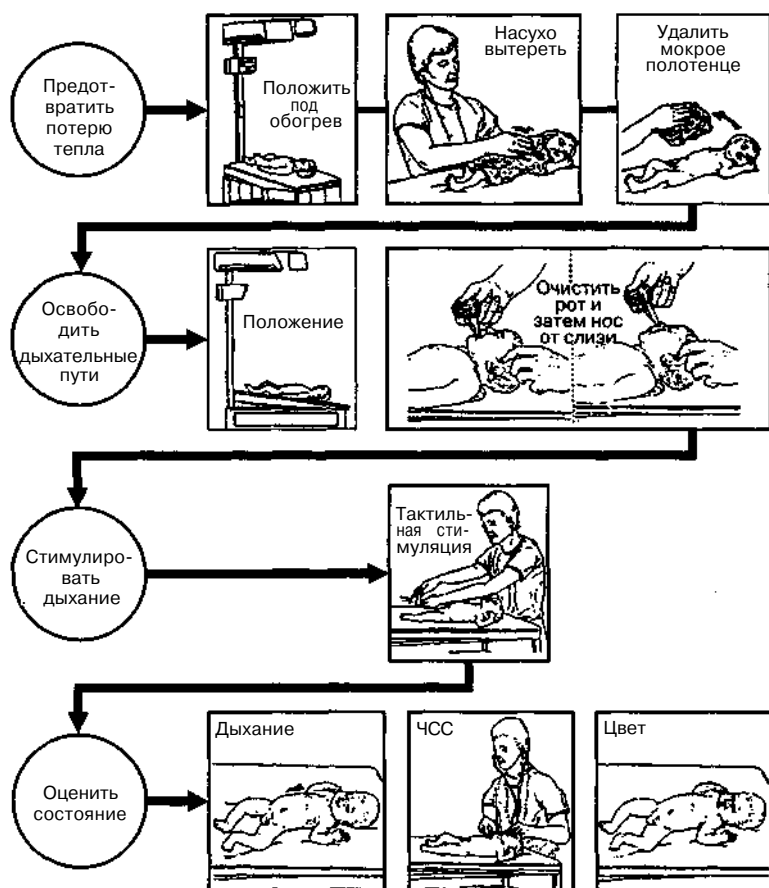 Предот-
вратить
потерю
тепла
Положить
под
обогрев
Насухо
вытереть
Удалить
мокрое
полотенце
Освобо-
дить
дыхательные
пути
Положение
Очистить
рот и
затем нос
от слизи
Стимулиро-
вать
дыхание
Тактиль-
ная сти-
муляция
Оценить
состояние
Дыхание
ЧСС
Цвет